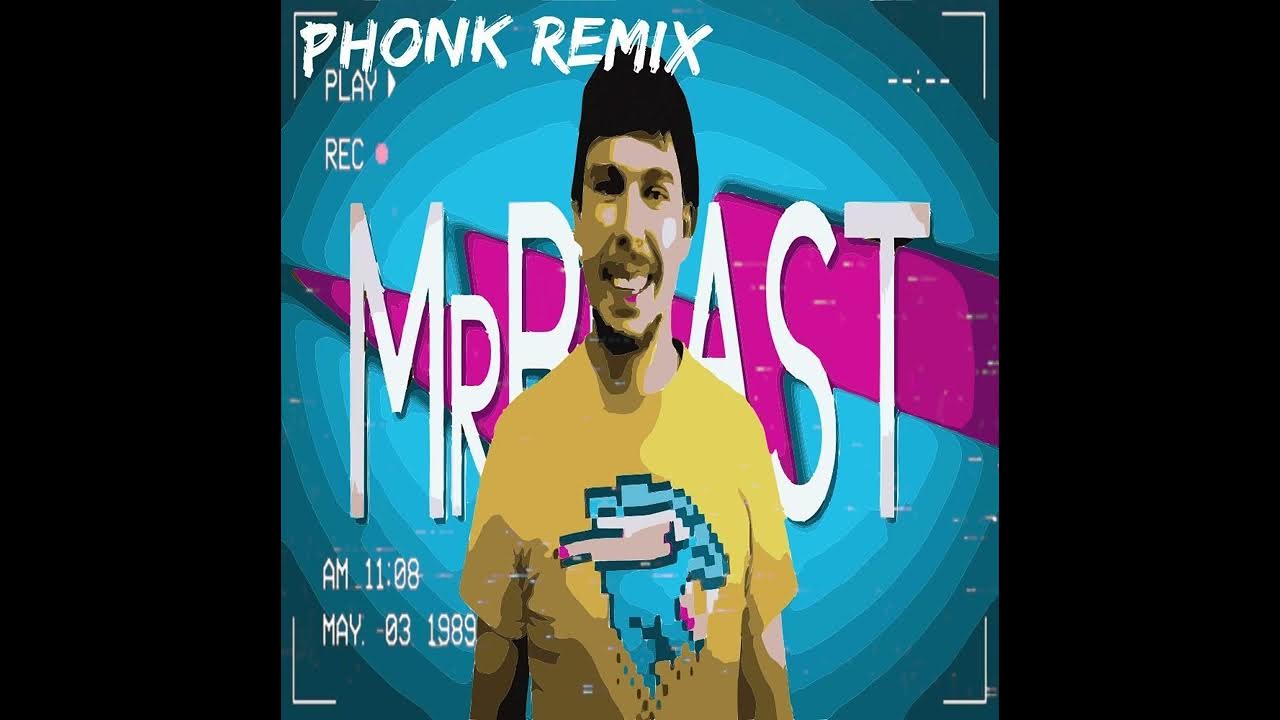 PHONK REMIX
PLAY
--:--
REC
MRB AST
AM 11:08
MAY. -03 1989